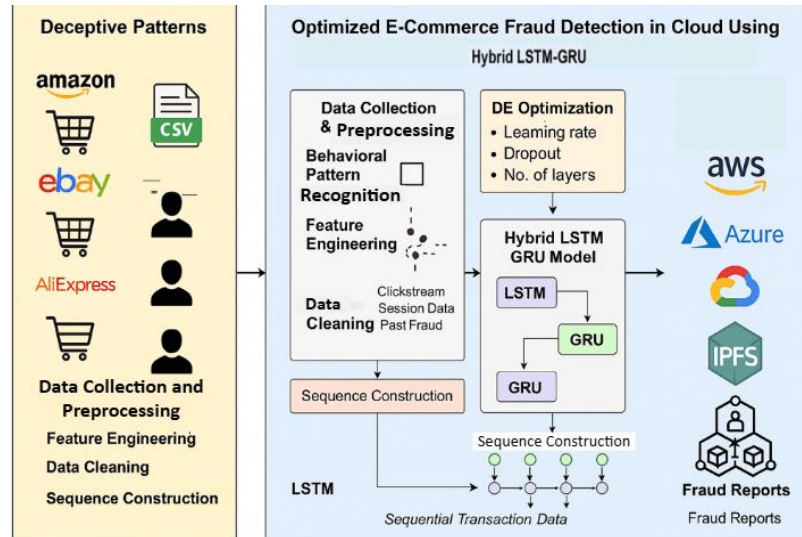 Deceptive Patterns
amazon
CSV
ebay
AliExpress
Data Collection and
Preprocessing
Feature Engineering
Data Cleaning
Sequence Construction
Optimized E-Commerce Fraud Detection in Cloud Using
Hybrid LSTM-GRU
Data Collection
& Preprocessing
Behavioral
Pattern
Recognition
Feature
Engineering
Data
Cleaning
Clickstream
Session Data
Past Fraud
Sequence Construction
LSTM
DE Optimization
• Learning rate
• Dropout
• No. of layers
Hybrid LSTM
GRU Model
LSTM
GRU
GRU
Sequence Construction
Sequential Transaction Data
aws
Azure
IPFS
Fraud Reports
Fraud Reports